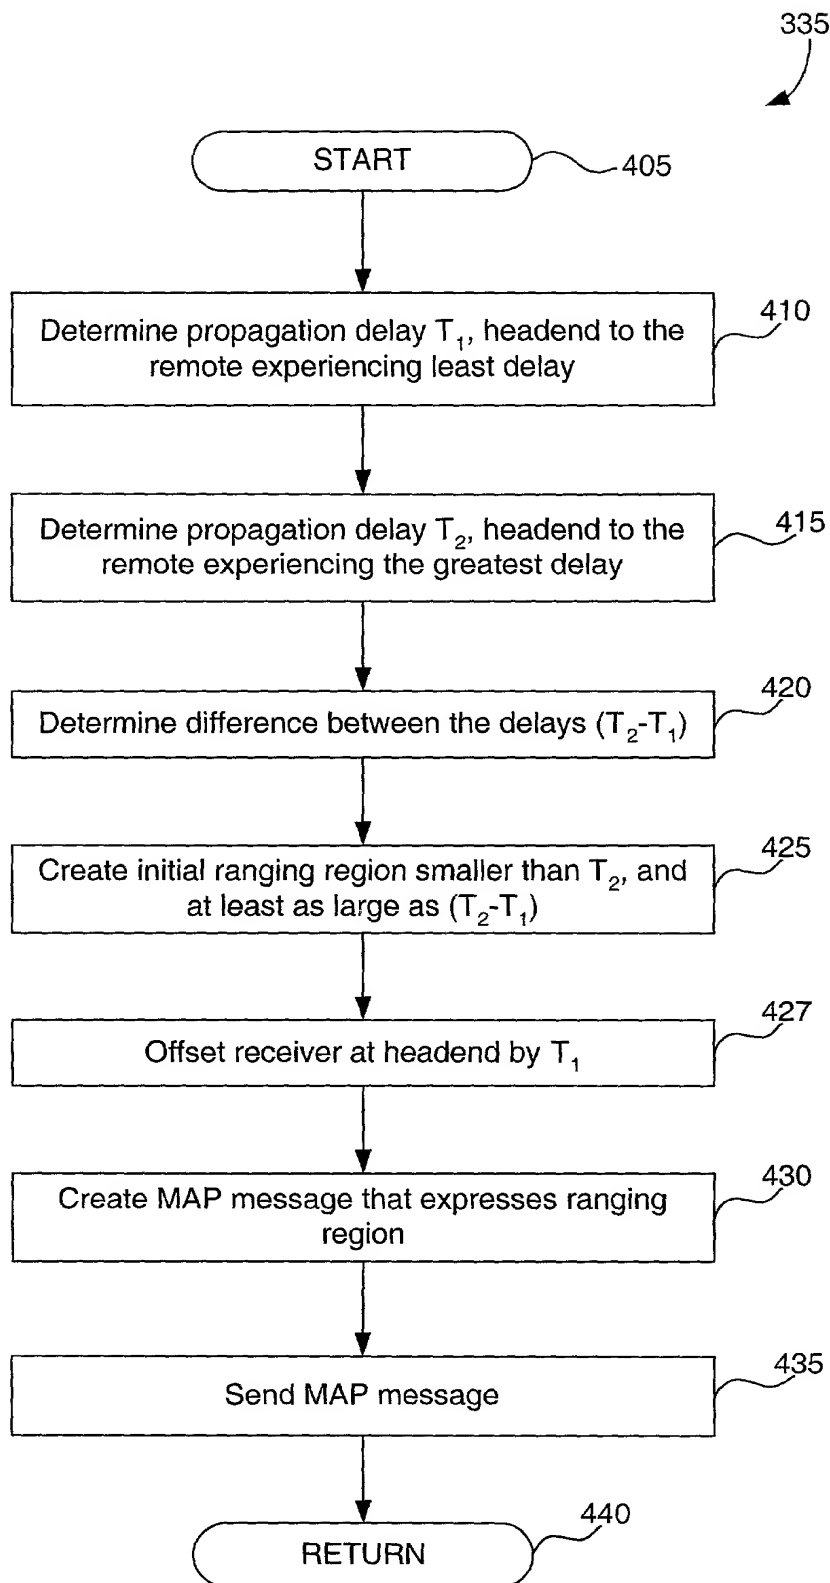 335
START
405
410
Determine propagation delay T₁, headend to the
remote experiencing least delay
415
Determine propagation delay T₂, headend to the
remote experiencing the greatest delay
420
Determine difference between the delays (T₂-T₁)
425
Create initial ranging region smaller than T₂, and
at least as large as (T₂-T₁)
427
Offset receiver at headend by T₁
430
Create MAP message that expresses ranging
region
435
Send MAP message
440
RETURN